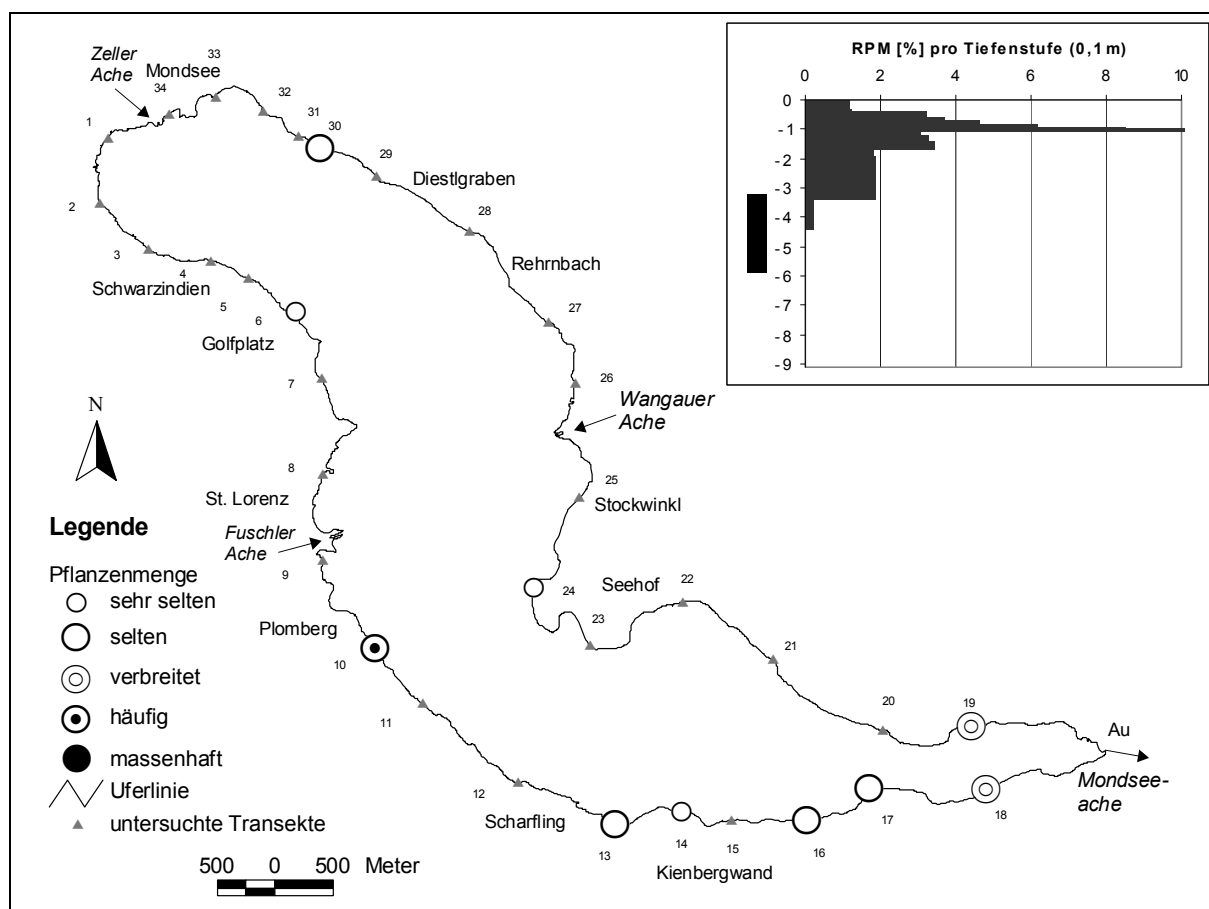 Zeller
Ache
Mondsee
33
34
32
31
30
1
29
Diestlgraben
2
28
3
Rehrnbach
4
Schwarzindien
5
6
27
Golfplatz
7
26
Wangauer
Ache
N
8
25
St. Lorenz
Stockwinkl
Fuschler
Ache
9
24
Seehof
22
23
Plomberg
10
21
11
20
19
Au
Mondsee-
ache
12
17
18
Scharfling
13
14
15
16
Kienbergwand
RPM [%] pro Tiefenstufe (0,1m)
0 2 4 6 8 10
0
-1
-2
-3
-4
-5
-6
-7
-8
-9
Legende
Pflanzenmenge
sehr selten
selten
verbreitet
häufig
massenhaft
Uferlinie
untersuchte Transekte
500 0 500 Meter